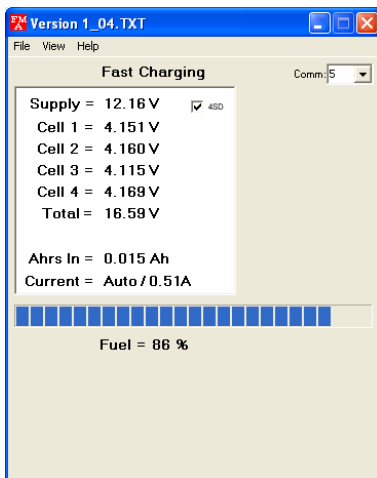 FMA Version 1_04.TXT
File View Help
Fast Charging
Comm: 5
Supply = 12.16 V
4SD
Cell 1 = 4.151 V
Cell 2 = 4.160 V
Cell 3 = 4.115 V
Cell 4 = 4.169 V
Total = 16.59 V
Ahrs In = 0.015 Ah
Current = Auto / 0.51A
Fuel = 86 %